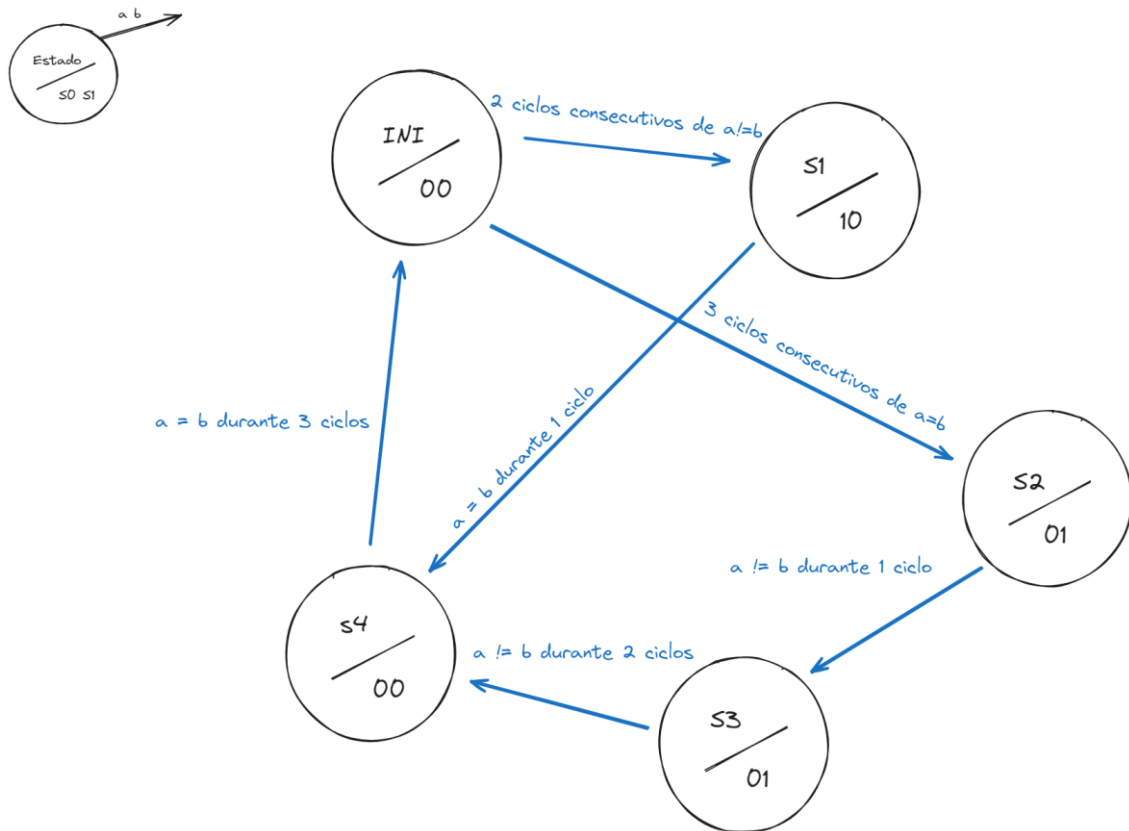 a b
Estado
S0 S1
INI
00
2 ciclos consecutivos de a!=b
S1
10
3 ciclos consecutivos de a=b
a = b durante 1 ciclo
a = b durante 3 ciclos
S2
01
a != b durante 1 ciclo
s4
00
a != b durante 2 ciclos
S3
01